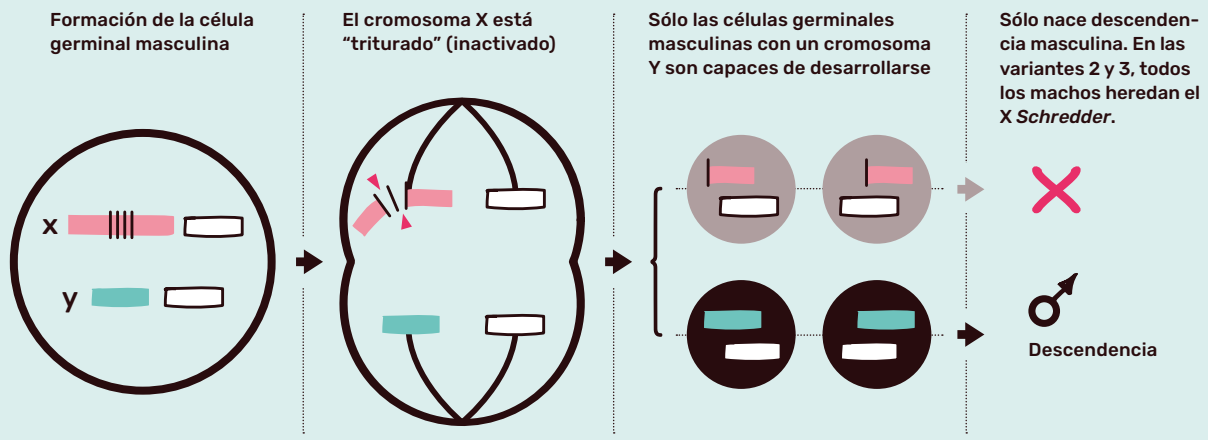 Formación de la célula
germinal masculina
El cromosoma X está
“triturado” (inactivado)
Sólo las células germinales
masculinas con un cromosoma
Y son capaces de desarrollarse
Sólo nace descenden-
cia masculina. En las
variantes 2 y 3, todos
los machos heredan el
X Schredder.
x
y
Descendencia